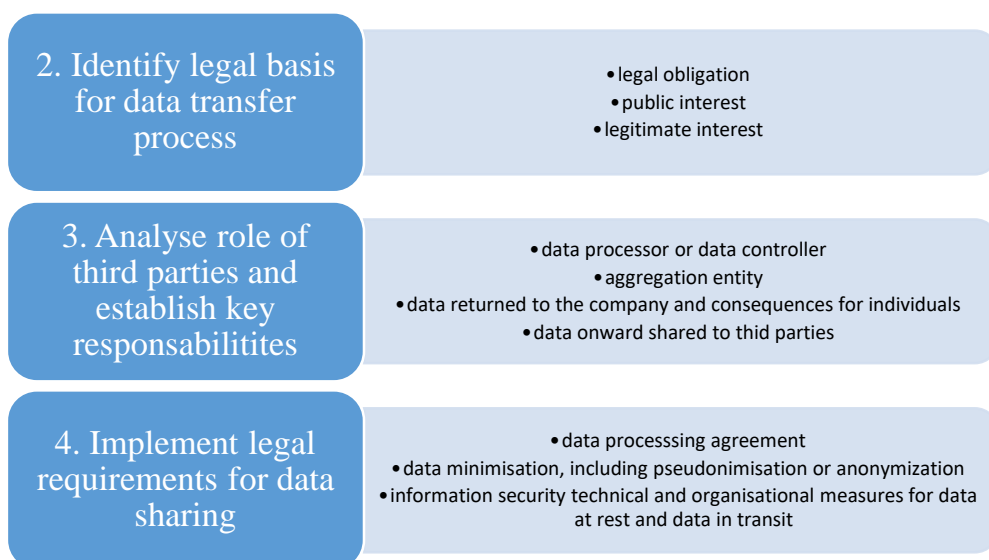 2. Identify legal basis
for data transfer
process
•legal obligation
•public interest
•legitimate interest
3. Analyse role of
third parties and
establish key
responsabilitites
•data processor or data controller
•aggregation entity
•data returned to the company and consequences for individuals
•data onward shared to thid parties
4. Implement legal
requirements for data
sharing
•data processsing agreement
•data minimisation, including pseudonimisation or anonymization
•information security technical and organisational measures for data
at rest and data in transit